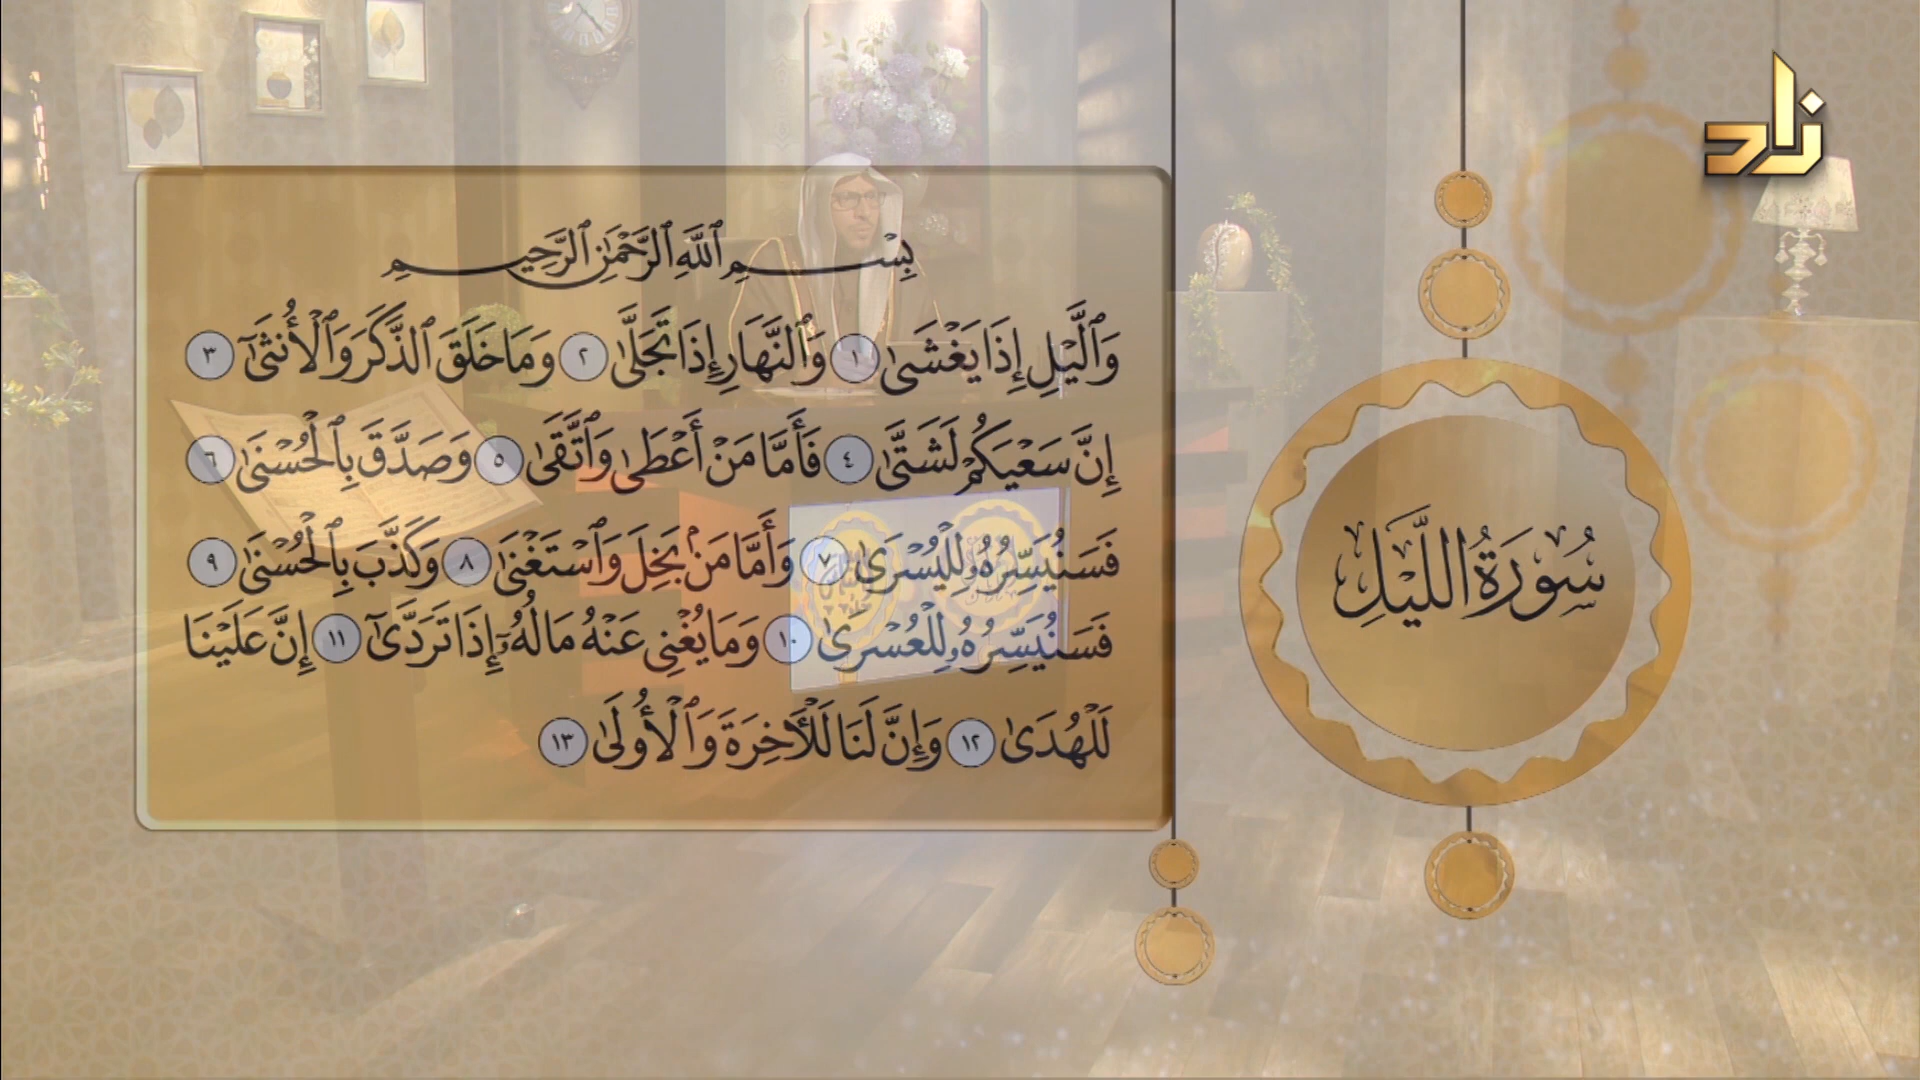 زاد
بِسْمِ ٱللَّهِ ٱلرَّحْمَٰنِ ٱلرَّحِيمِ
وَٱلَّيْلِ إِذَا يَغْشَىٰ ١ وَٱلنَّهَارِ إِذَا تَجَلَّىٰ ٢ وَمَا خَلَقَ ٱلذَّكَرَ وَٱلْأُنثَىٰٓ ٣
إِنَّ سَعْيَكُمْ لَشَتَّىٰ ٤ فَأَمَّا مَنْ أَعْطَىٰ وَٱتَّقَىٰ ٥ وَصَدَّقَ بِٱلْحُسْنَىٰ ٦
فَسَنُيَسِّرُهُۥ لِلْيُسْرَىٰ ٧ وَأَمَّا مَنۢ بَخِلَ وَٱسْتَغْنَىٰ ٨ وَكَذَّبَ بِٱلْحُسْنَىٰ ٩
فَسَنُيَسِّرُهُۥ لِلْعُسْرَىٰ ١٠ وَمَا يُغْنِى عَنْهُ مَالُهُۥٓ إِذَا تَرَدَّىٰٓ ١١ إِنَّ عَلَيْنَا
لَلْهُدَىٰ ١٢ وَإِنَّ لَنَا لَلْـَٔاخِرَةَ وَٱلْأُولَىٰ ١٣
سُورَةُ اللَّيْلِ